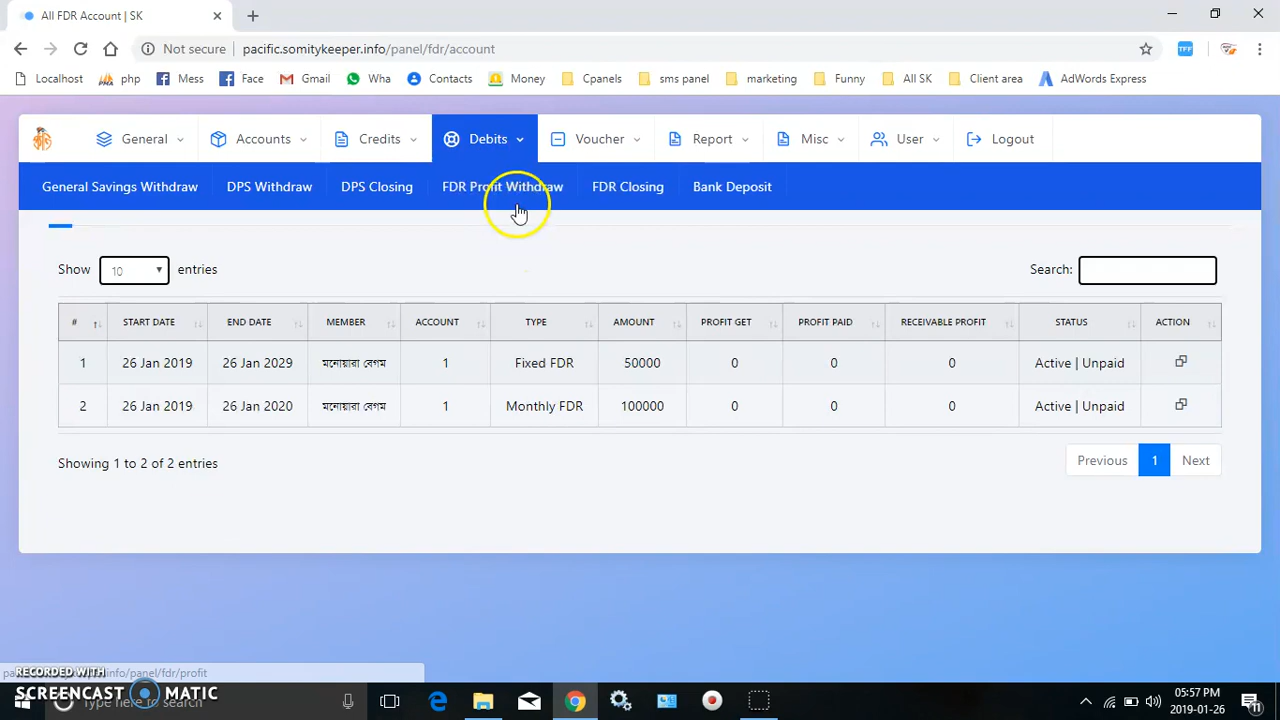 All FDR Account | SK
Not secure | pacific.somitykeeper.info/panel/fdr/account
Localhost php Mess Face Gmail Wha Contacts Money Cpanels sms panel marketing Funny All SK Client area AdWords Express
General Accounts Credits Debits Voucher Report Misc User Logout
General Savings Withdraw DPS Withdraw DPS Closing FDR Profit Withdraw FDR Closing Bank Deposit
Show 10 entries Search:
# START DATE END DATE MEMBER ACCOUNT TYPE AMOUNT PROFIT GET PROFIT PAID RECEIVABLE PROFIT STATUS ACTION
1 26 Jan 2019 26 Jan 2029 মনোয়ারা বেগম 1 Fixed FDR 50000 0 0 0 Active | Unpaid
2 26 Jan 2019 26 Jan 2020 মনোয়ারা বেগম 1 Monthly FDR 100000 0 0 0 Active | Unpaid
Showing 1 to 2 of 2 entries Previous 1 Next
info/panel/fdr/profit
RECORDED WITH
SCREENCAST MATIC
Type here to search
05:57 PM
2019-01-26